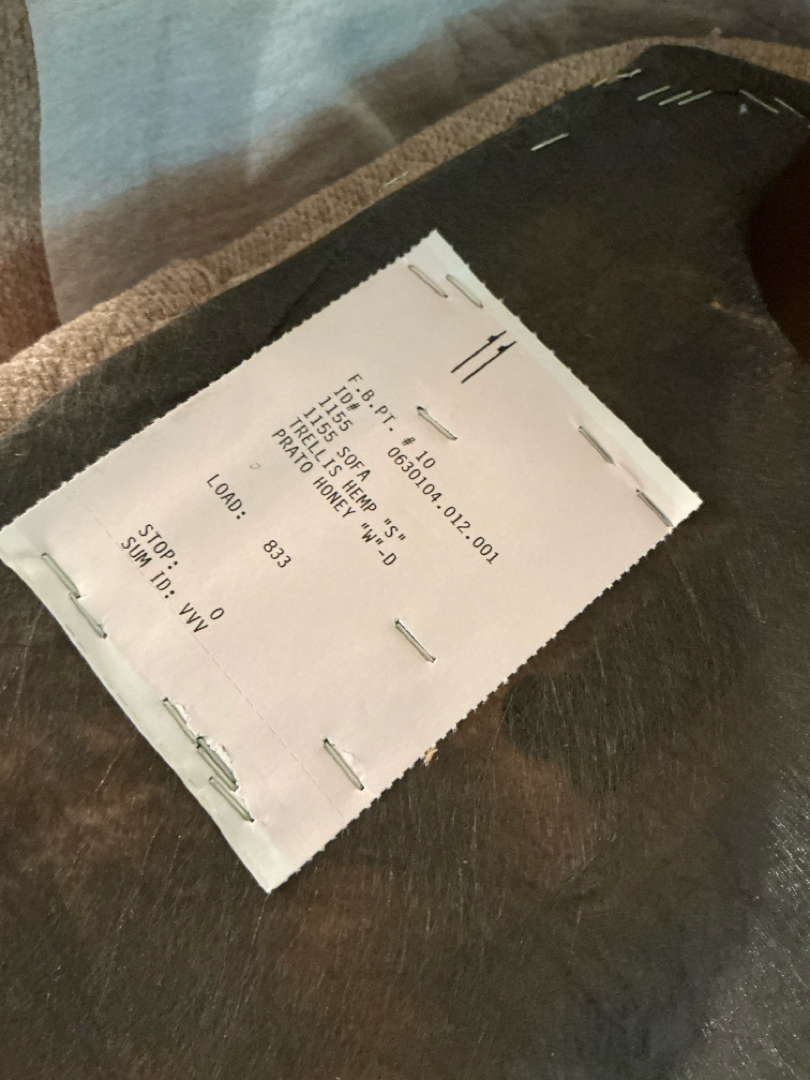 11
F.B.PT. # 10
ID# 0630104.012.001
1155
1155 SOFA
TRELLIS HEMP "S"
PRATO HONEY "W"-D
LOAD: 833
STOP: 0
SUM ID: VVV